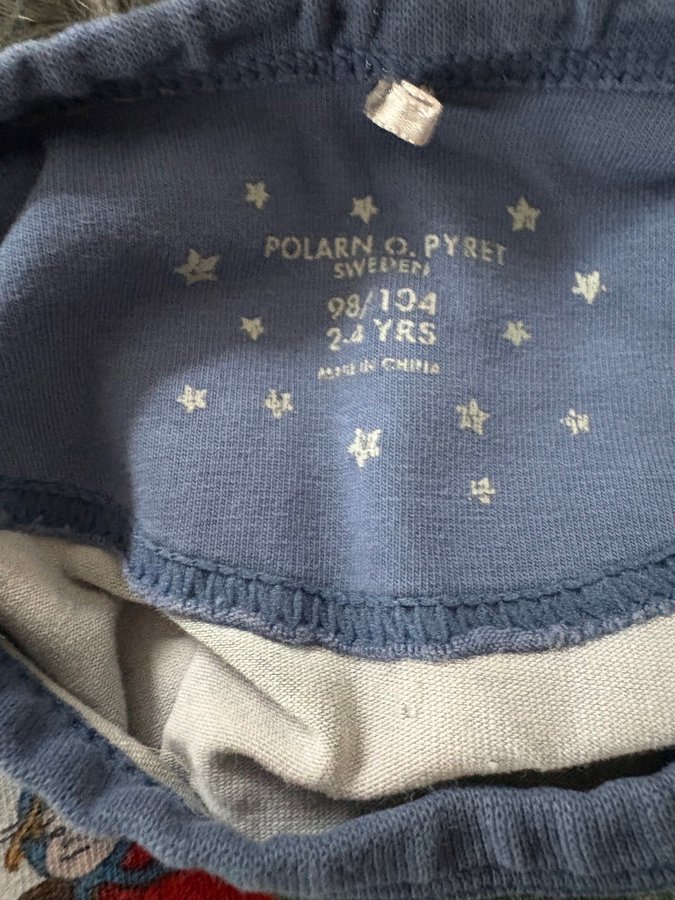 POLARN O. PYRET
SWEDEN
98/104
2-4 YRS
MADE IN CHINA